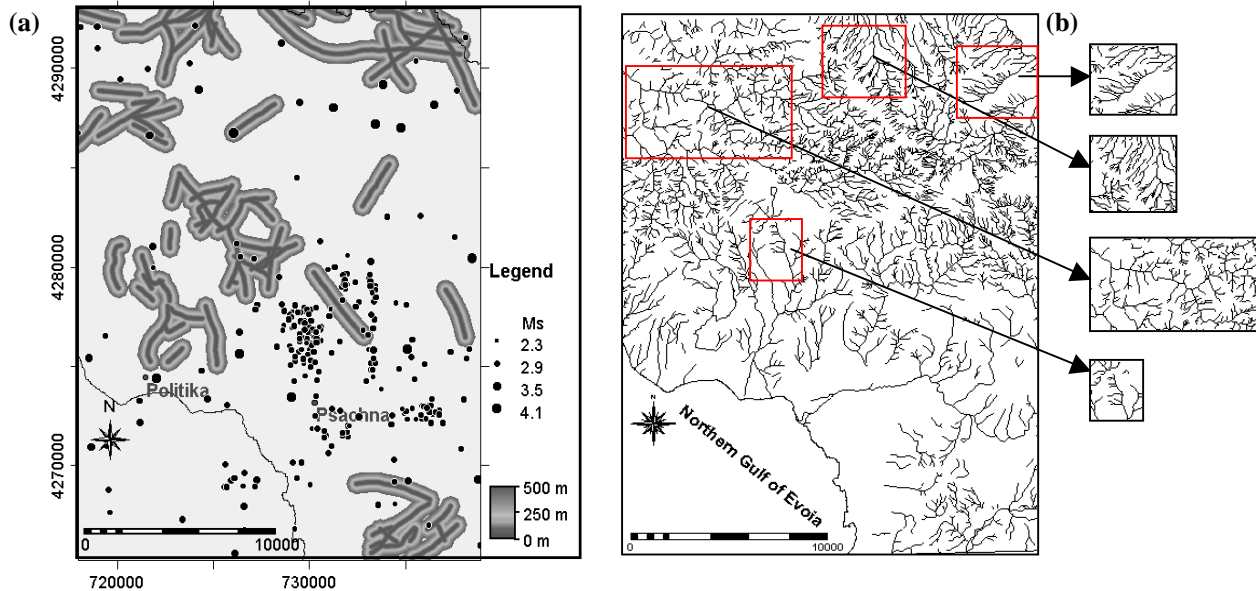 (a)
4290000
4280000
4270000
720000
730000
Politika
Psachna
N
0
10000
Legend
Ms
2.3
2.9
3.5
4.1
500 m
250 m
0 m
(b)
N
Northern Gulf of Evoia
0
10000